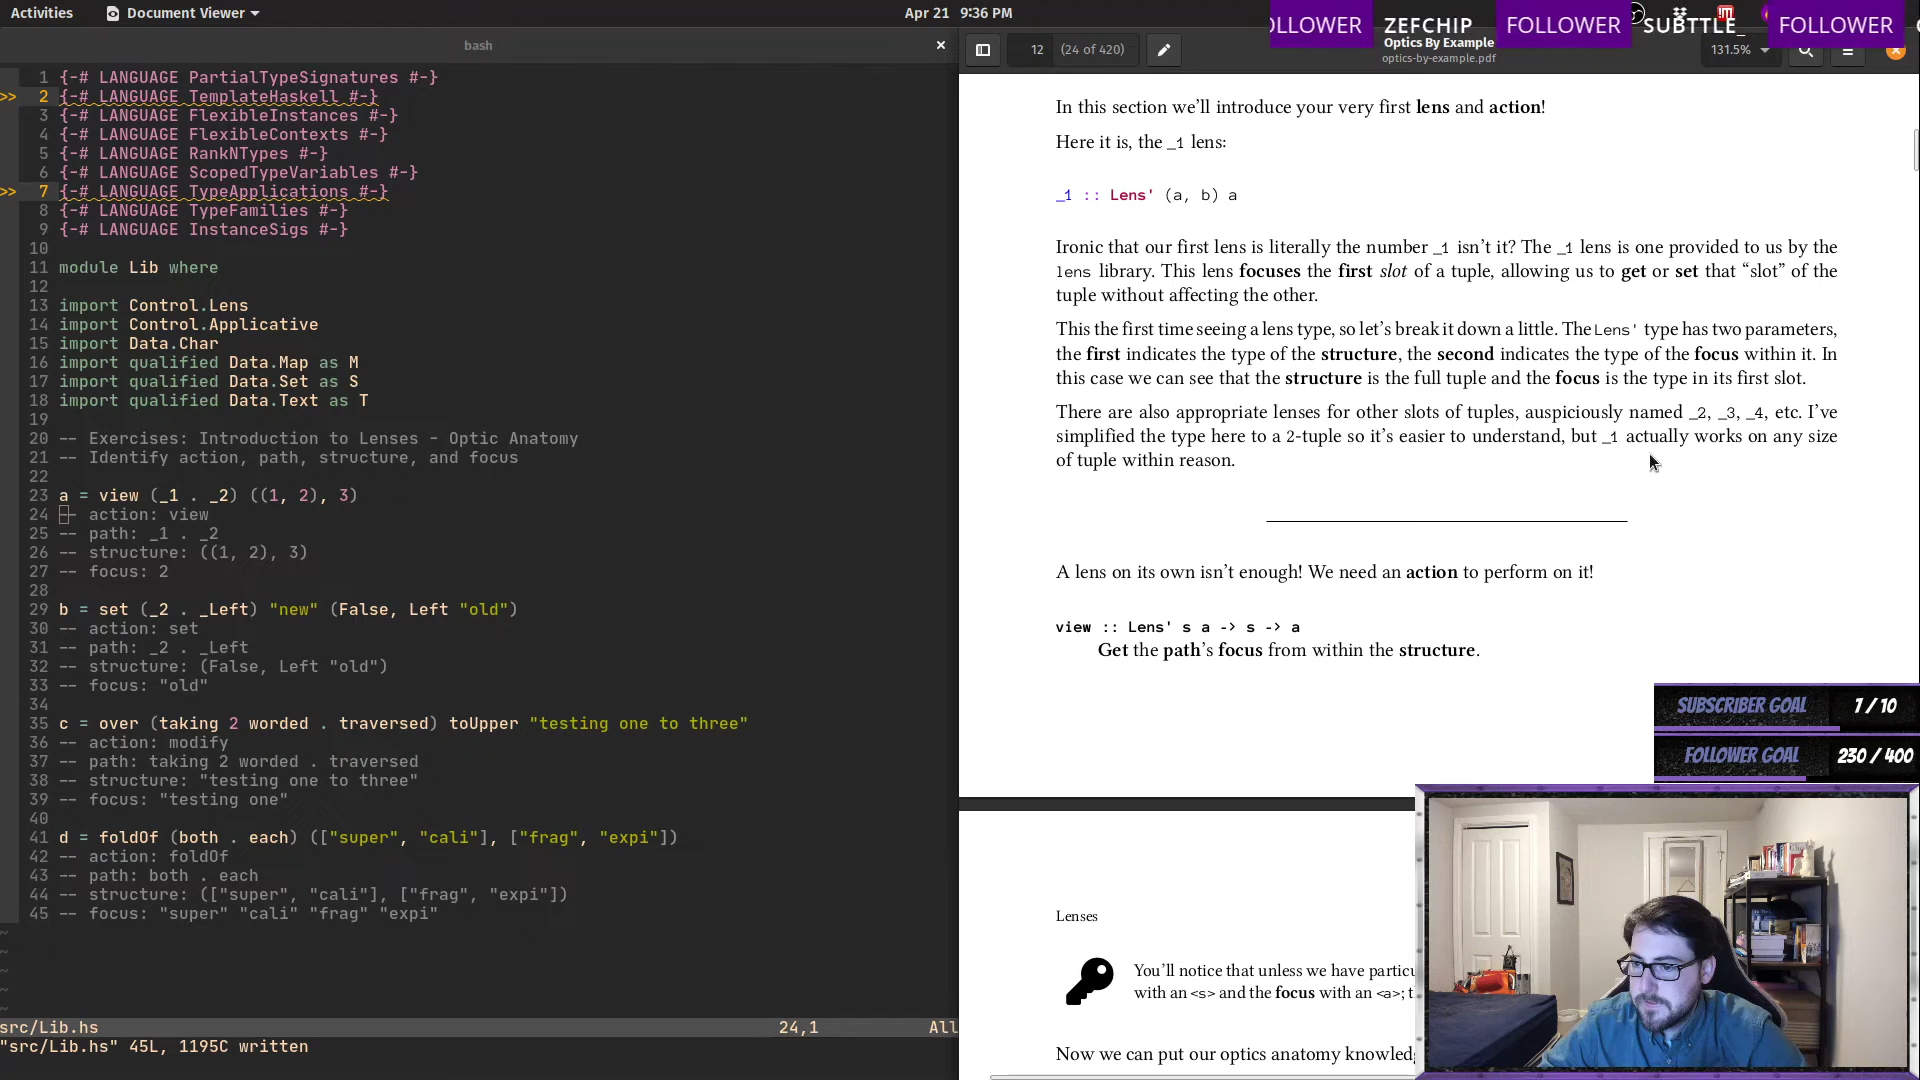 Activities
Document Viewer
Apr 21 9:36 PM
OLLOWER ZEFCHIP FOLLOWER SUBTTLE_ FOLLOWER
bash
1 {-# LANGUAGE PartialTypeSignatures #-}
>> 2 {-# LANGUAGE TemplateHaskell #-}
3 {-# LANGUAGE FlexibleInstances #-}
4 {-# LANGUAGE FlexibleContexts #-}
5 {-# LANGUAGE RankNTypes #-}
6 {-# LANGUAGE ScopedTypeVariables #-}
>> 7 {-# LANGUAGE TypeApplications #-}
8 {-# LANGUAGE TypeFamilies #-}
9 {-# LANGUAGE InstanceSigs #-}
10
11 module Lib where
12
13 import Control.Lens
14 import Control.Applicative
15 import Data.Char
16 import qualified Data.Map as M
17 import qualified Data.Set as S
18 import qualified Data.Text as T
19
20 -- Exercises: Introduction to Lenses - Optic Anatomy
21 -- Identify action, path, structure, and focus
22
23 a = view (_1 . _2) ((1, 2), 3)
24 -- action: view
25 -- path: _1 . _2
26 -- structure: ((1, 2), 3)
27 -- focus: 2
28
29 b = set (_2 . _Left) "new" (False, Left "old")
30 -- action: set
31 -- path: _2 . _Left
32 -- structure: (False, Left "old")
33 -- focus: "old"
34
35 c = over (taking 2 worded . traversed) toUpper "testing one to three"
36 -- action: modify
37 -- path: taking 2 worded . traversed
38 -- structure: "testing one to three"
39 -- focus: "testing one"
40
41 d = foldOf (both . each) (["super", "cali"], ["frag", "expi"])
42 -- action: foldOf
43 -- path: both . each
44 -- structure: (["super", "cali"], ["frag", "expi"])
45 -- focus: "super" "cali" "frag" "expi"
~
~
~
~
~
src/Lib.hs 24,1 All
"src/Lib.hs" 45L, 1195C written
12 (24 of 420)
Optics By Example
optics-by-example.pdf
131.5%
In this section we’ll introduce your very first lens and action!
Here it is, the _1 lens:
_1 :: Lens' (a, b) a
Ironic that our first lens is literally the number _1 isn’t it? The _1 lens is one provided to us by the
lens library. This lens focuses the first slot of a tuple, allowing us to get or set that “slot” of the
tuple without affecting the other.
This the first time seeing a lens type, so let’s break it down a little. The Lens' type has two parameters,
the first indicates the type of the structure, the second indicates the type of the focus within it. In
this case we can see that the structure is the full tuple and the focus is the type in its first slot.
There are also appropriate lenses for other slots of tuples, auspiciously named _2, _3, _4, etc. I’ve
simplified the type here to a 2-tuple so it’s easier to understand, but _1 actually works on any size
of tuple within reason.
A lens on its own isn’t enough! We need an action to perform on it!
view :: Lens' s a -> s -> a
Get the path’s focus from within the structure.
SUBSCRIBER GOAL 7 / 10
FOLLOWER GOAL 230 / 400
Lenses
You’ll notice that unless we have particu
with an <s> and the focus with an <a>; t
Now we can put our optics anatomy knowledg